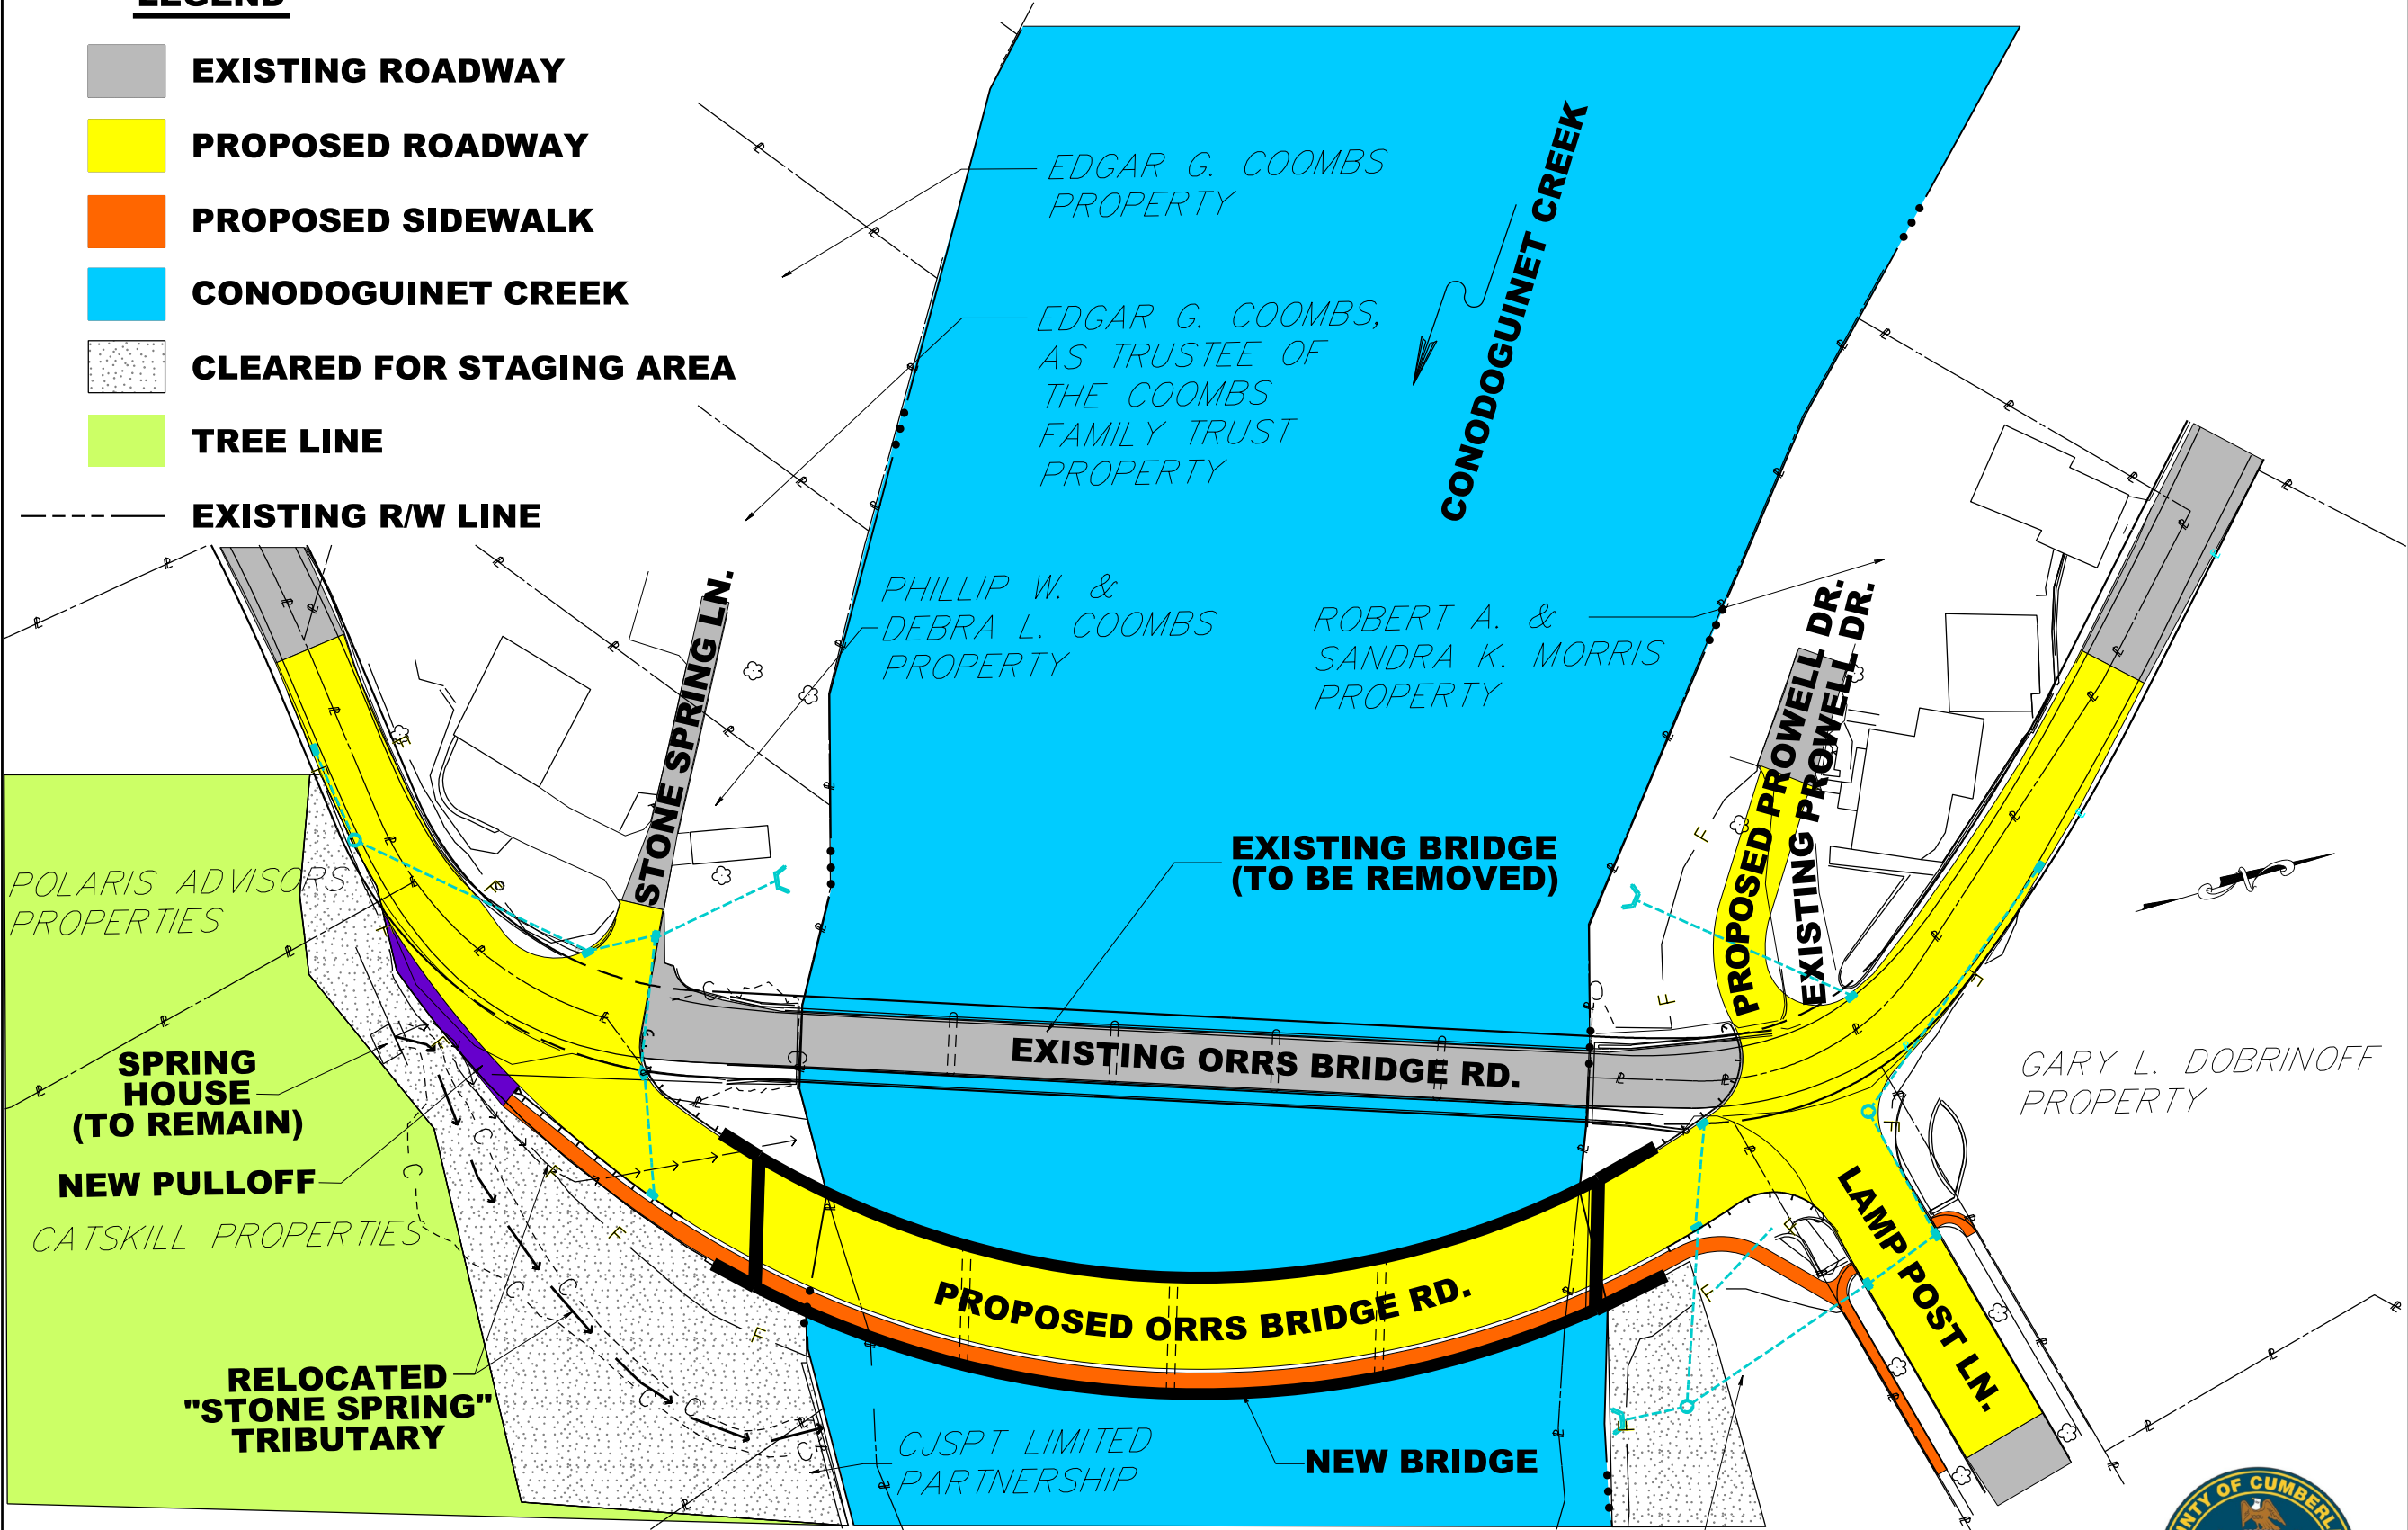 LEGEND
EXISTING ROADWAY
PROPOSED ROADWAY
PROPOSED SIDEWALK
CONODOGUINET CREEK
CLEARED FOR STAGING AREA
TREE LINE
EXISTING R/W LINE
EDGAR G. COOMBS
PROPERTY
EDGAR G. COOMBS,
AS TRUSTEE OF
THE COOMBS
FAMILY TRUST
PROPERTY
CONODOGUINET CREEK
PHILLIP W. &
DEBRA L. COOMBS
PROPERTY
ROBERT A. &
SANDRA K. MORRIS
PROPERTY
STONE SPRING LN.
PROPOSED PROWELL DR.
EXISTING PROWELL DR.
EXISTING BRIDGE
(TO BE REMOVED)
POLARIS ADVISORS
PROPERTIES
EXISTING ORRS BRIDGE RD.
GARY L. DOBRINOFF
PROPERTY
SPRING
HOUSE
(TO REMAIN)
NEW PULLOFF
CATSKILL PROPERTIES
LAMP POST LN.
PROPOSED ORRS BRIDGE RD.
RELOCATED
"STONE SPRING"
TRIBUTARY
CJSPT LIMITED
PARTNERSHIP
NEW BRIDGE
NTY OF CUMBERL